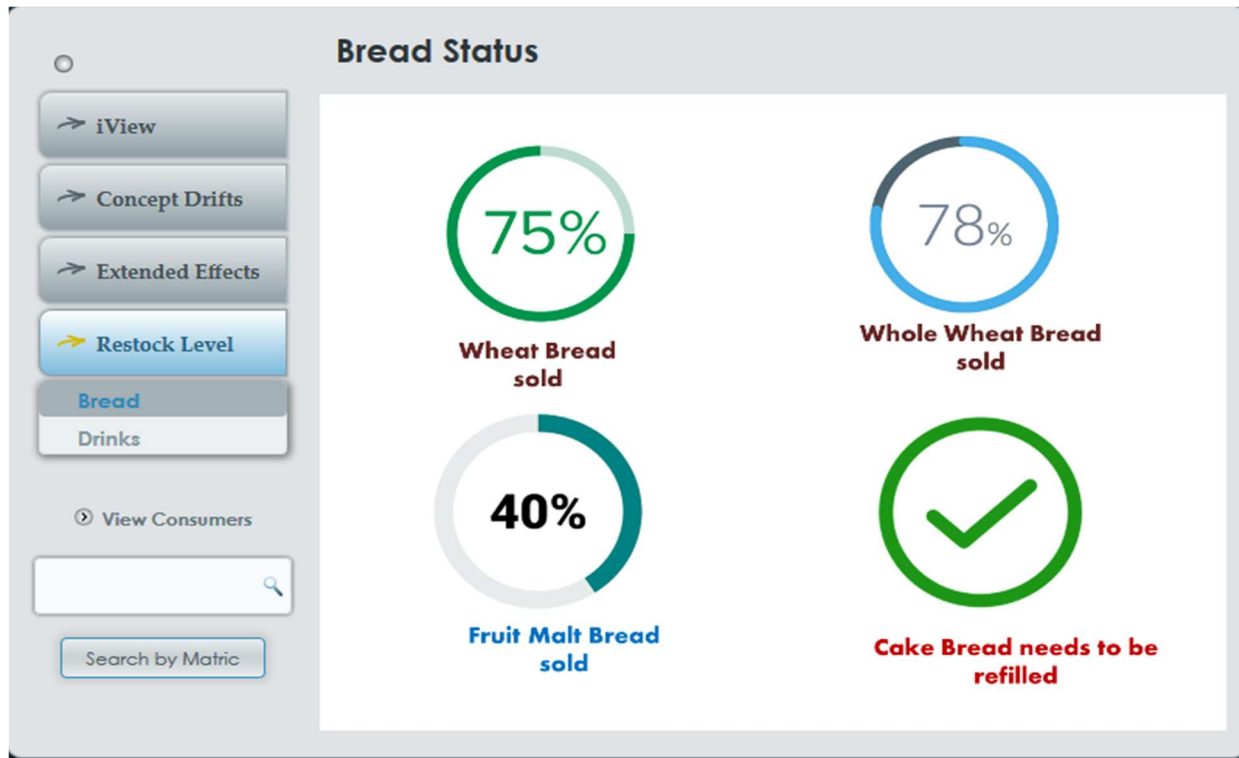 Bread Status
iView
Concept Drifts
Extended Effects
Restock Level
Bread
Drinks
View Consumers
Search by Matric
75%
Wheat Bread
sold
78%
Whole Wheat Bread
sold
40%
Fruit Malt Bread
sold
Cake Bread needs to be
refilled